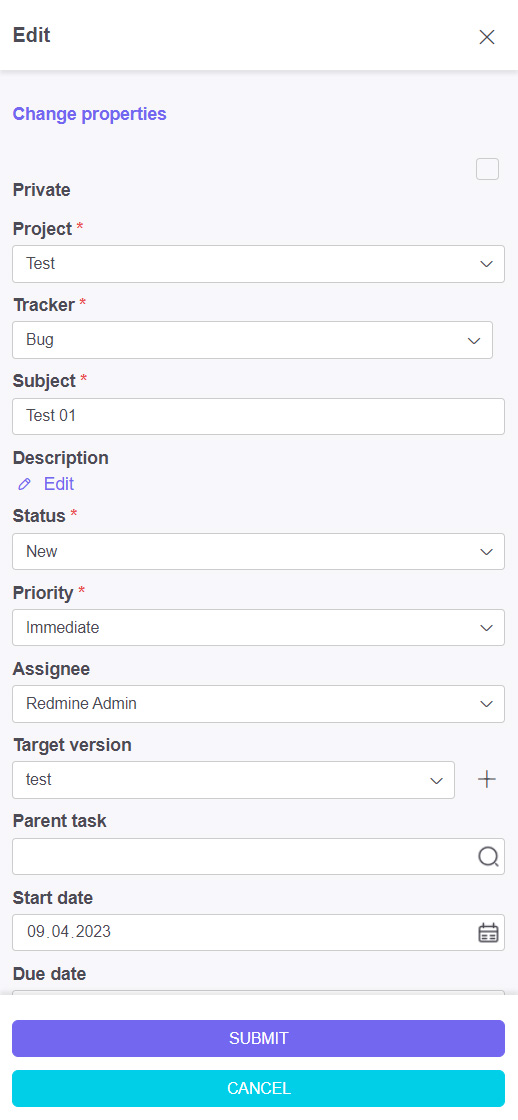 Edit
Change properties
Private
Project *
Test
Tracker *
Bug
Subject *
Test 01
Description
Edit
Status *
New
Priority *
Immediate
Assignee
Redmine Admin
Target version
test
Parent task
Start date
09.04.2023
Due date
SUBMIT
CANCEL